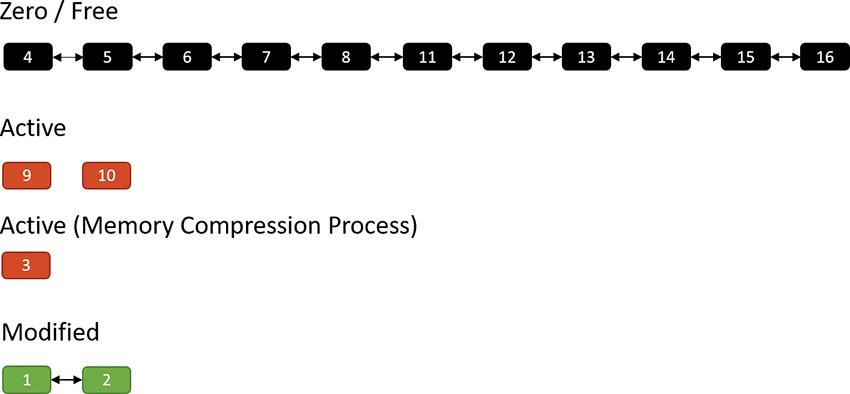 Zero / Free
4 5 6 7 8 11 12 13 14 15 16
Active
9 10
Active (Memory Compression Process)
3
Modified
1 2